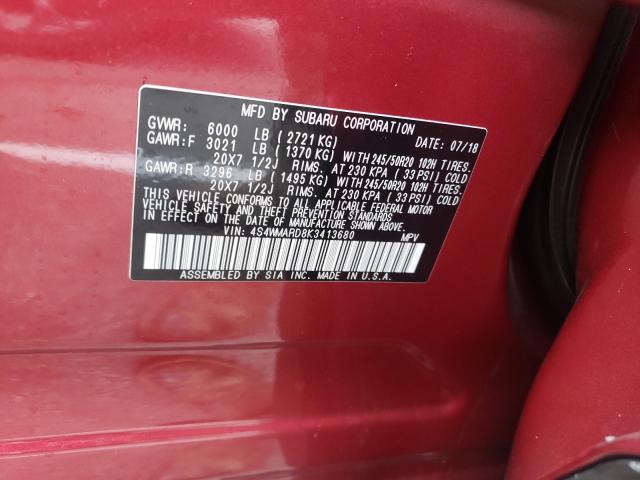 MFD BY SUBARU CORPORATION
GVWR: 6000 LB (2721 KG) DATE: 07/18
GAWR:F 3021 LB (1370 KG) WITH 245/50R20 102H TIRES.
20X7 1/2J RIMS. AT 230 KPA (33 PSI) COLD
GAWR:R 3296 LB (1495 KG) WITH 245/50R20 102H TIRES.
20X7 1/2J RIMS. AT 230 KPA (33 PSI) COLD
THIS VEHICLE CONFORMS TO ALL APPLICABLE FEDERAL MOTOR
VEHICLE SAFETY, BUMPER, AND THEFT PREVENTION STANDARDS
IN EFFECT ON THE DATE OF MANUFACTURE SHOWN ABOVE.
VIN: 4S4WMARD8K3413680 MPV
ASSEMBLED BY SIA INC. MADE IN U.S.A.